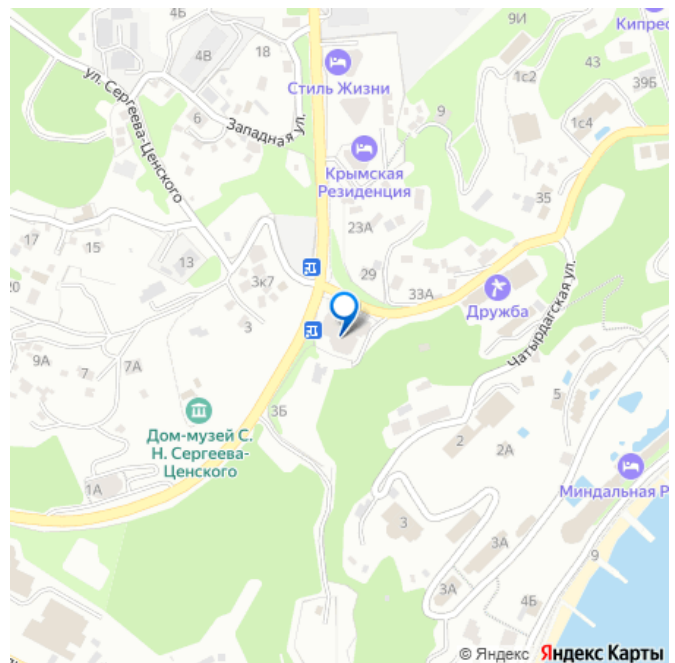 4Б
9И
Кипрес
18
4В
43
Стиль Жизни
1с2
39Б
ул. Сергеева-Ценского
6
Западная ул.
9
1с4
Крымская
Резиденция
35
23А
17
15
13
29
20
3к7
33А
Дружба
3
Чатырдагская ул.
9А
7
7А
5
3Б
Дом-музей С.
Н. Сергеева-
Ценского
2
2А
1А
Миндальная Р
3
3А
9
3А
4Б
© Яндекс Яндекс Карты